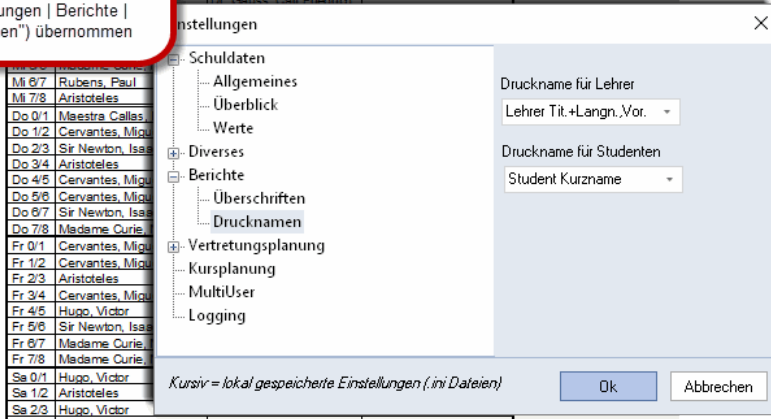 ungen | Berichte |
en") übernommen
instellungen
Schuldaten
Allgemeines
Überblick
Werte
Diverses
Berichte
Überschriften
Drucknamen
Vertretungsplanung
Kursplanung
MultiUser
Logging
Druckname für Lehrer
Lehrer Tit.+Langn.,Vor.
Druckname für Studenten
Student Kurzname
Kursiv = lokal gespeicherte Einstellungen (.ini Dateien)
Ok
Abbrechen
Mi 6/7 Rubens, Paul
Mi 7/8 Aristoteles
Do 0/1 Maestra Callas,
Do 1/2 Cervantes, Migu
Do 2/3 Sir Newton, Isaa
Do 3/4 Aristoteles
Do 4/5 Cervantes, Migu
Do 5/6 Cervantes, Migu
Do 6/7 Sir Newton, Isaa
Do 7/8 Madame Curie,
Fr 0/1 Cervantes, Migu
Fr 1/2 Cervantes, Migu
Fr 2/3 Aristoteles
Fr 3/4 Cervantes, Migu
Fr 4/5 Hugo, Victor
Fr 5/6 Sir Newton, Isaa
Fr 6/7 Madame Curie,
Fr 7/8 Madame Curie,
Sa 0/1 Hugo, Victor
Sa 1/2 Aristoteles
Sa 2/3 Hugo, Victor